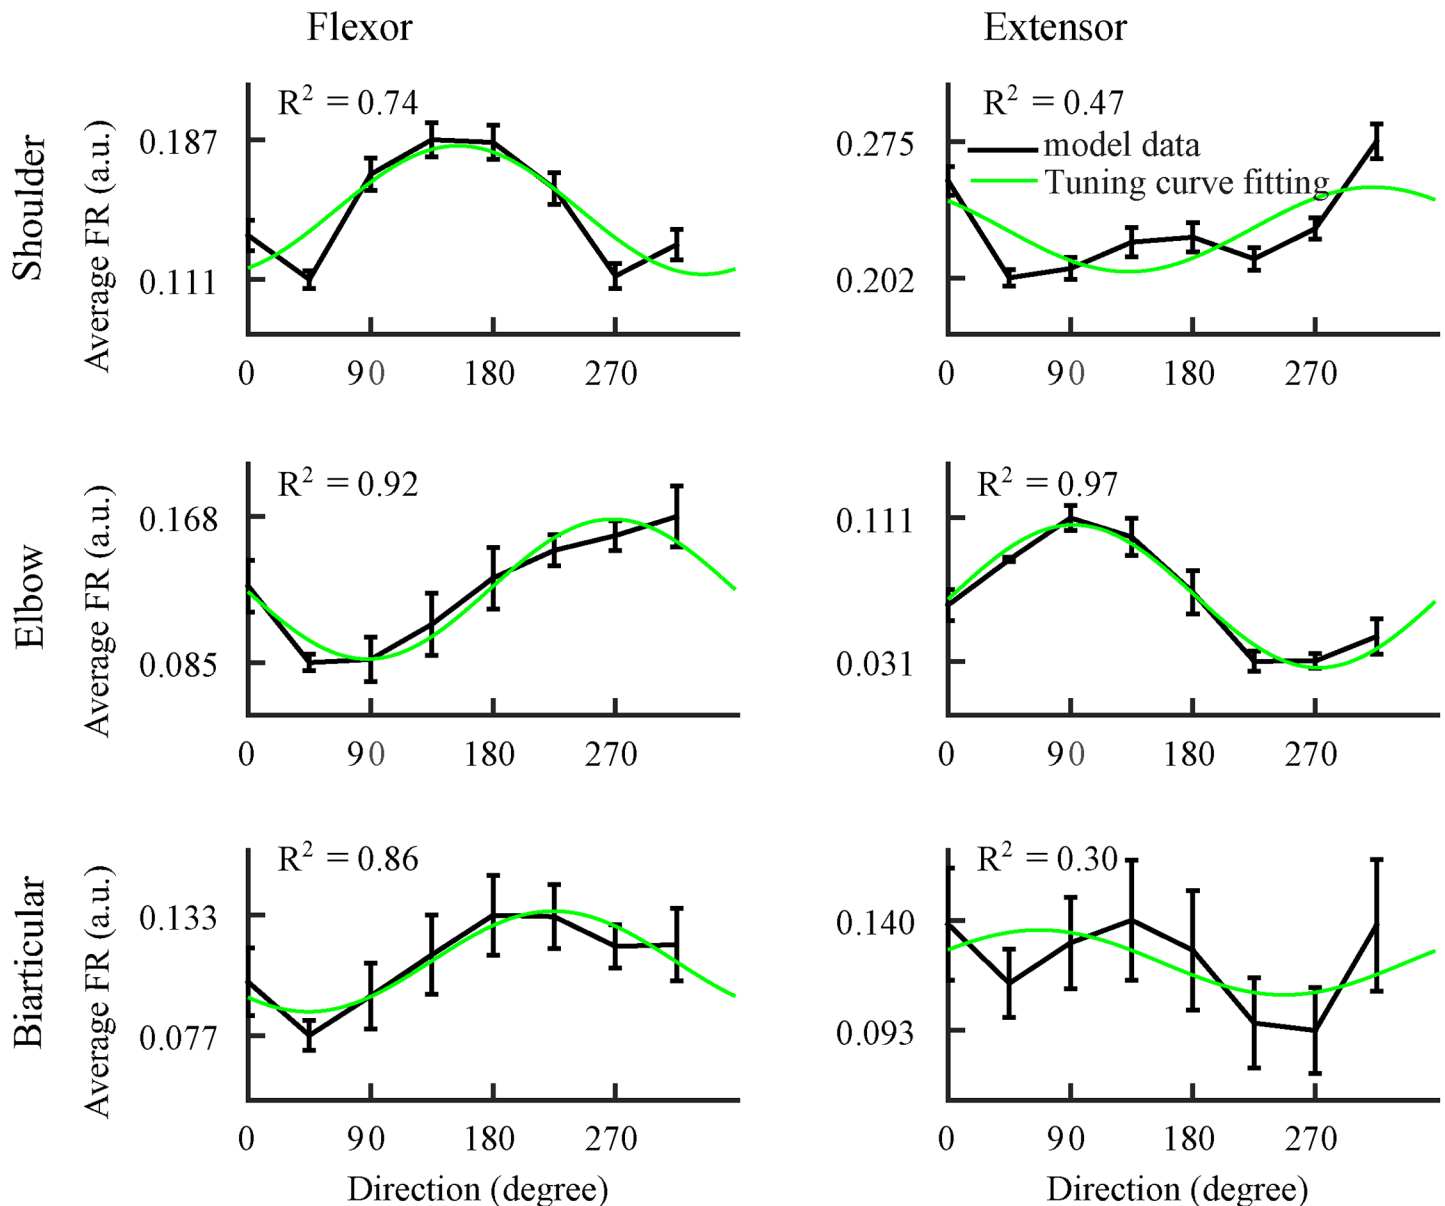 Flexor
Extensor
Shoulder
Average FR (a.u.)
R² = 0.74
0.187
0.111
0 90 180 270
R² = 0.47
model data
Tuning curve fitting
0.275
0.202
0 90 180 270
Elbow
Average FR (a.u.)
R² = 0.92
0.168
0.085
0 90 180 270
R² = 0.97
0.111
0.031
0 90 180 270
Biarticular
Average FR (a.u.)
R² = 0.86
0.133
0.077
0 90 180 270
Direction (degree)
R² = 0.30
0.140
0.093
0 90 180 270
Direction (degree)